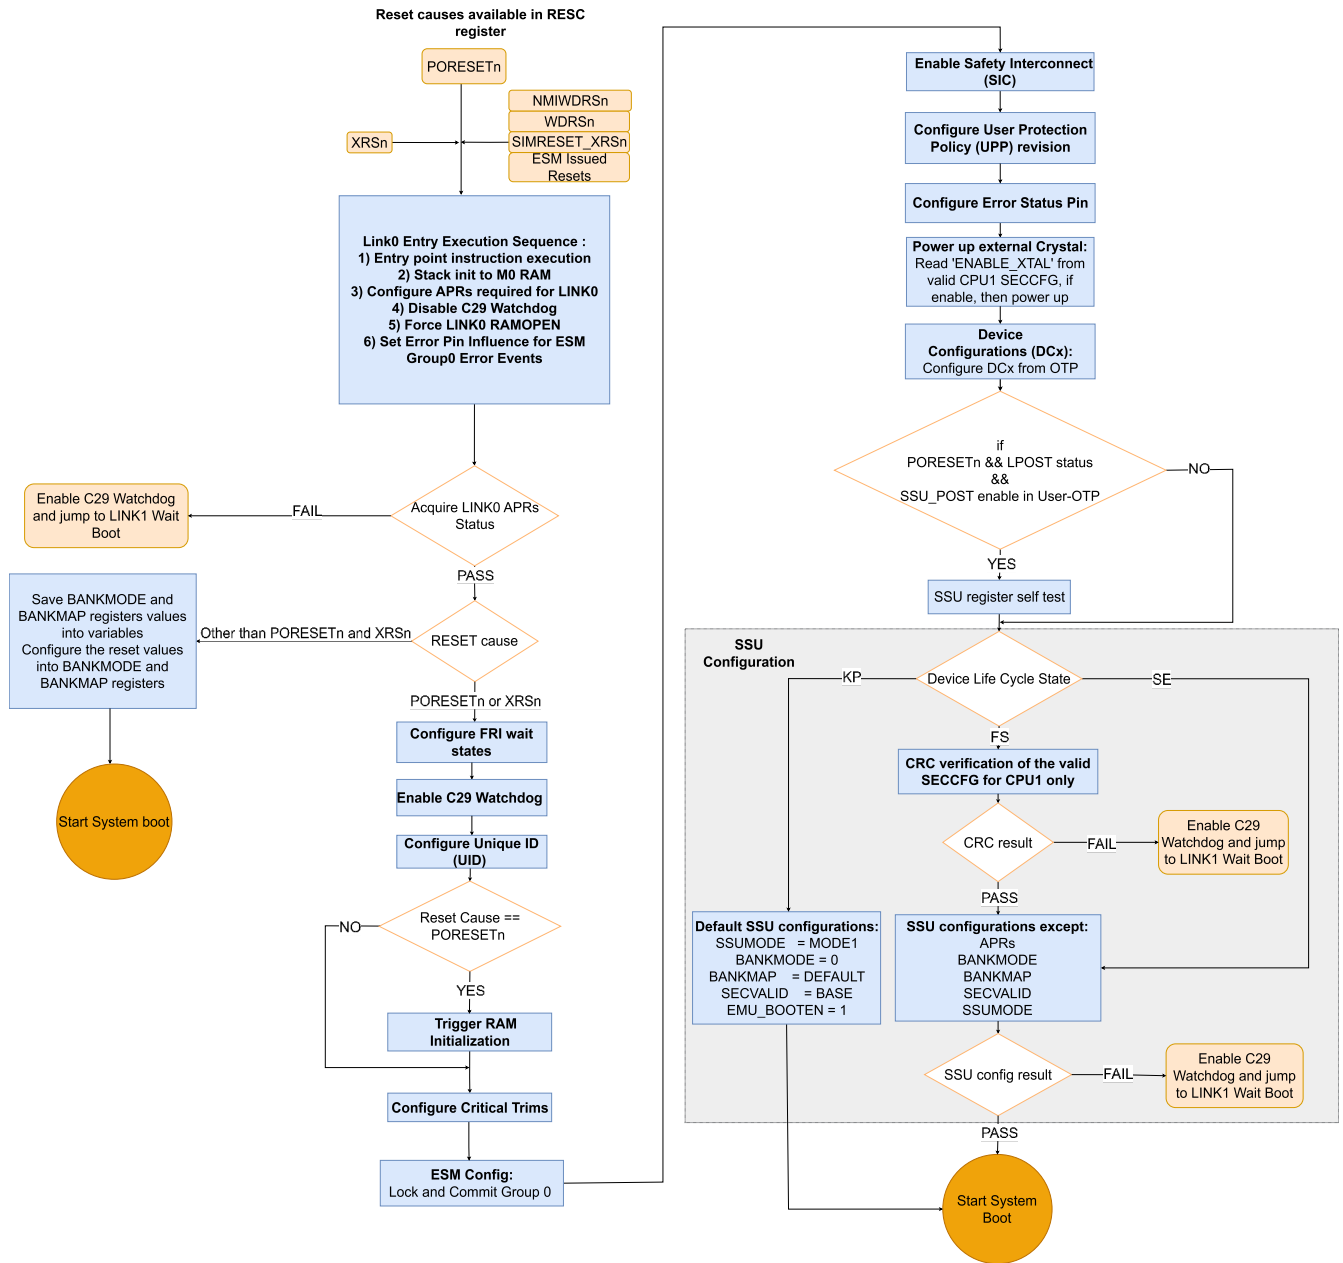 Reset causes available in RESC
register
PORESETn
NMIWDRSn
WDRSn
XRSn
SIMRESET_XRSn
ESM Issued
Resets
Link0 Entry Execution Sequence :
1) Entry point instruction execution
2) Stack init to M0 RAM
3) Configure APRs required for LINK0
4) Disable C29 Watchdog
5) Force LINK0 RAMOPEN
6) Set Error Pin Influence for ESM
Group0 Error Events
Acquire LINK0 APRs
Status
FAIL
Enable C29 Watchdog
and jump to LINK1 Wait
Boot
PASS
RESET cause
Other than PORESETn and XRSn
Save BANKMODE and
BANKMAP registers values
into variables
Configure the reset values
into BANKMODE and
BANKMAP registers
Start System boot
PORESETn or XRSn
Configure FRI wait
states
Enable C29 Watchdog
Configure Unique ID
(UID)
Reset Cause ==
PORESETn
NO
YES
Trigger RAM
Initialization
Configure Critical Trims
ESM Config:
Lock and Commit Group 0
Enable Safety Interconnect
(SIC)
Configure User Protection
Policy (UPP) revision
Configure Error Status Pin
Power up external Crystal:
Read 'ENABLE_XTAL' from
valid CPU1 SECCFG, if
enable, then power up
Device
Configurations (DCx):
Configure DCx from OTP
if
PORESETn && LPOST status
&&
SSU_POST enable in User-OTP
NO
YES
SSU register self test
SSU
Configuration
Device Life Cycle State
KP
SE
FS
CRC verification of the valid
SECCFG for CPU1 only
CRC result
FAIL
Enable C29
Watchdog and jump
to LINK1 Wait Boot
PASS
Default SSU configurations:
SSUMODE = MODE1
BANKMODE = 0
BANKMAP = DEFAULT
SECVALID = BASE
EMU_BOOTEN = 1
SSU configurations except:
APRs
BANKMODE
BANKMAP
SECVALID
SSUMODE
SSU config result
FAIL
Enable C29
Watchdog and jump
to LINK1 Wait Boot
PASS
Start System
Boot